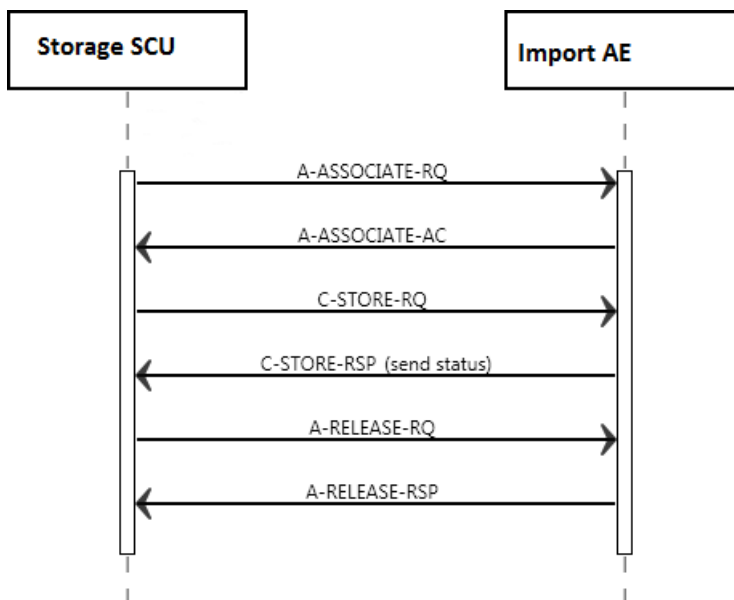 Storage SCU
Import AE
A-ASSOCIATE-RQ
A-ASSOCIATE-AC
C-STORE-RQ
C-STORE-RSP (send status)
A-RELEASE-RQ
A-RELEASE-RSP